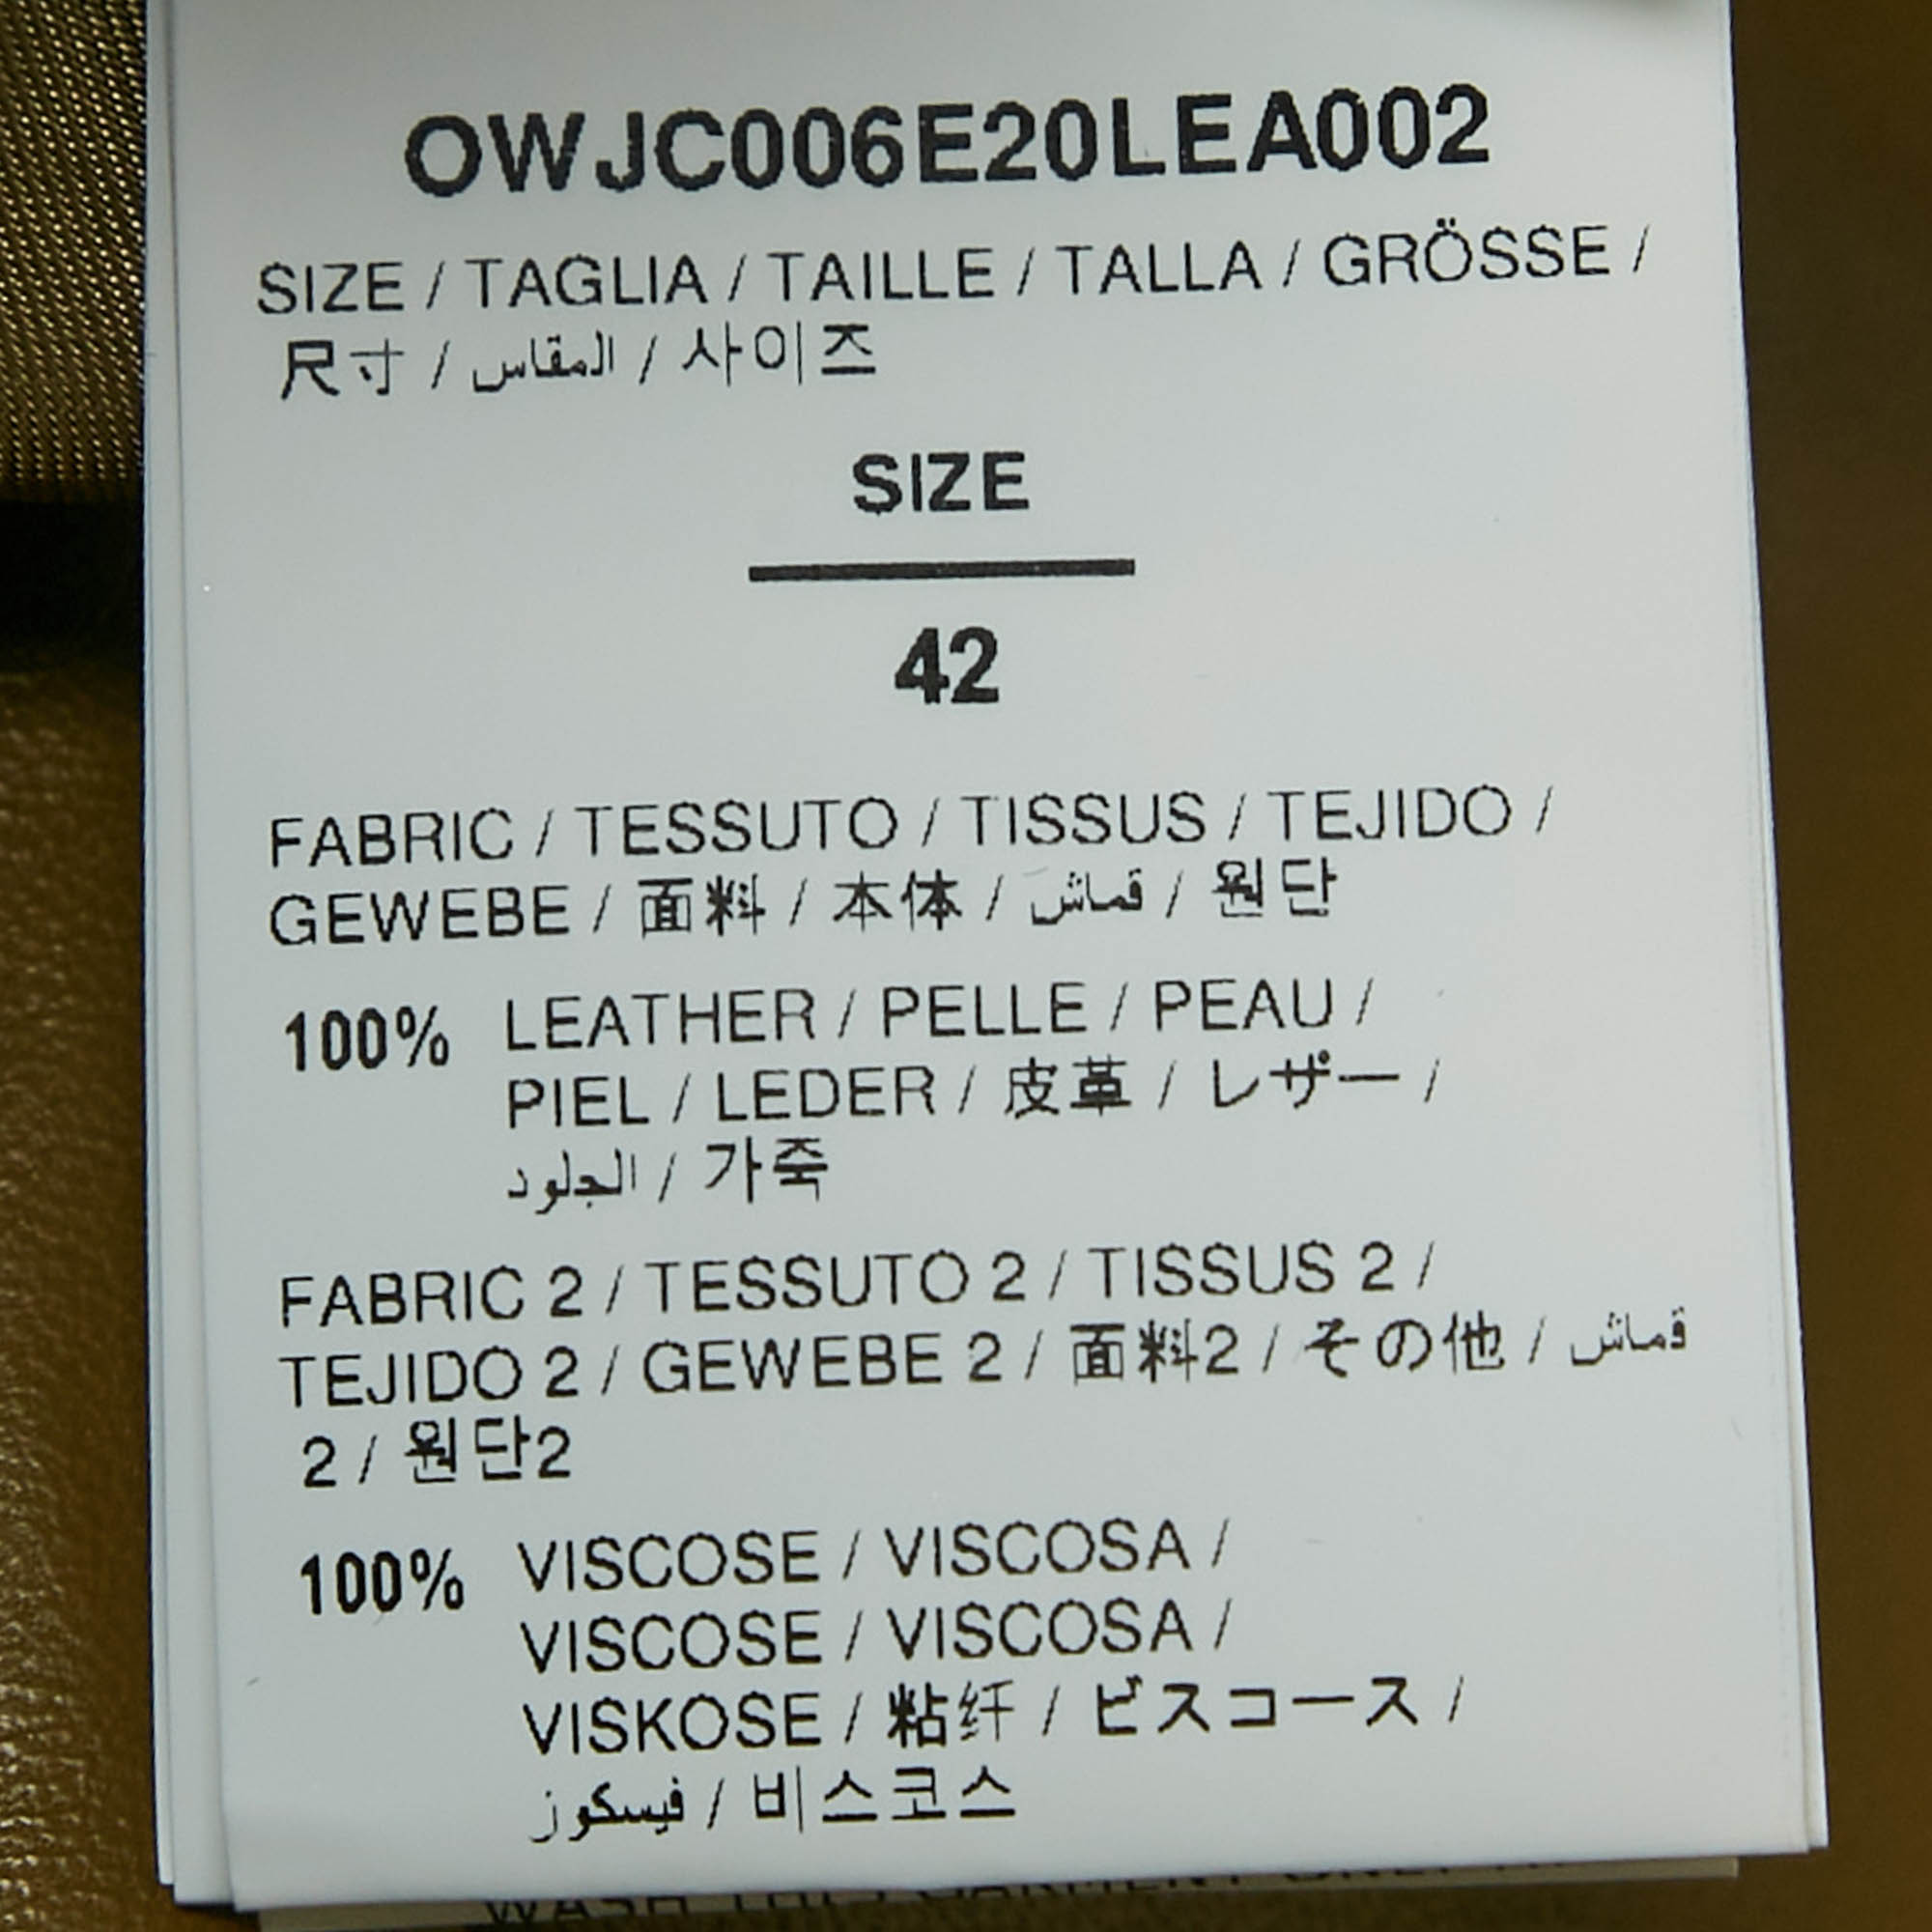 OWJC006E20LEA002
SIZE / TAGLIA / TAILLE / TALLA / GRÖSSE /
尺寸 / المقاس / 사이즈
SIZE
42
FABRIC / TESSUTO / TISSUS / TEJIDO /
GEWEBE / 面料 / 本体 / قماش / 원단
100% LEATHER / PELLE / PEAU /
PIEL / LEDER / 皮革 / レザー /
الجلود / 가죽
FABRIC 2 / TESSUTO 2 / TISSUS 2 /
TEJIDO 2 / GEWEBE 2 / 面料2 / その他 / قماش
2 / 원단2
100% VISCOSE / VISCOSA /
VISCOSE / VISCOSA /
VISKOSE / 粘纤 / ビスコース /
فيسكوز / 비스코스
WASH THIS GARMENT ONLY